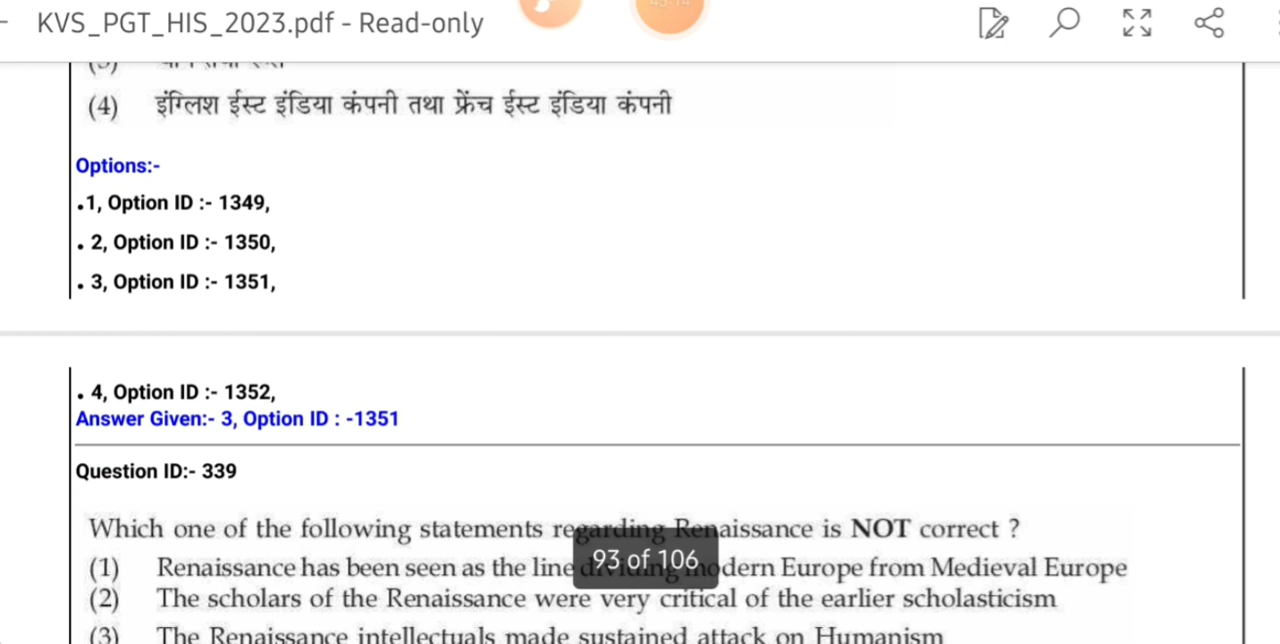 KVS_PGT_HIS_2023.pdf - Read-only
(4) इंग्लिश ईस्ट इंडिया कंपनी तथा फ्रेंच ईस्ट इंडिया कंपनी
Options:-
.1, Option ID :- 1349,
. 2, Option ID :- 1350,
. 3, Option ID :- 1351,
. 4, Option ID :- 1352,
Answer Given:- 3, Option ID : -1351
Question ID:- 339
Which one of the following statements regarding Renaissance is NOT correct ?
93 of 106
(1) Renaissance has been seen as the line dividing modern Europe from Medieval Europe
(2) The scholars of the Renaissance were very critical of the earlier scholasticism
(3) The Renaissance intellectuals made sustained attack on Humanism